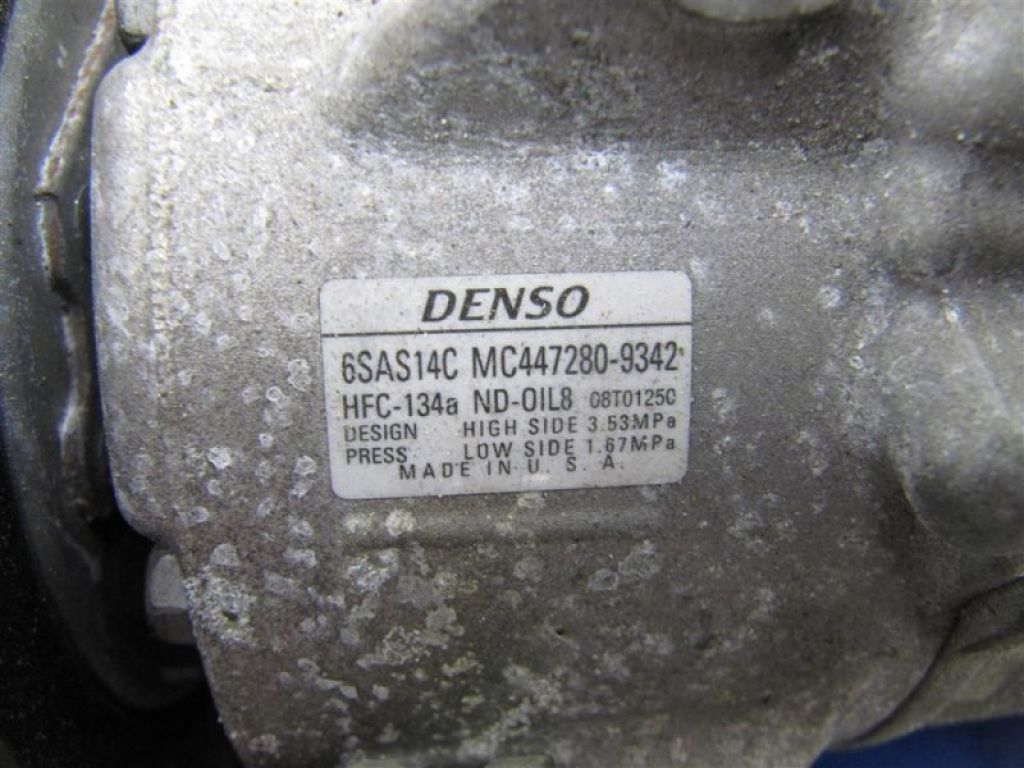 DENSO
6SAS14C MC447280-9342
HFC-134a ND-OIL8 08T0125C
DESIGN HIGH SIDE 3.53MPa
PRESS LOW SIDE 1.67MPa
MADE IN U.S.A.